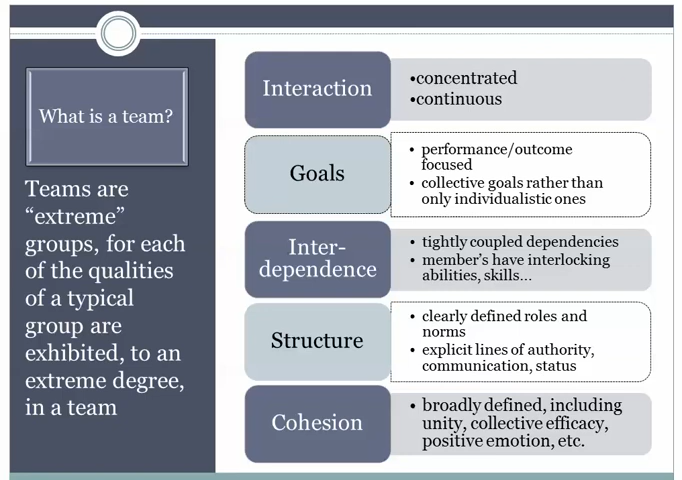 What is a team?
Teams are
“extreme”
groups, for each
of the qualities
of a typical
group are
exhibited, to an
extreme degree,
in a team
Interaction
•concentrated
•continuous
Goals
• performance/outcome
focused
• collective goals rather than
only individualistic ones
Inter-
dependence
• tightly coupled dependencies
• member’s have interlocking
abilities, skills…
Structure
• clearly defined roles and
norms
• explicit lines of authority,
communication, status
Cohesion
• broadly defined, including
unity, collective efficacy,
positive emotion, etc.